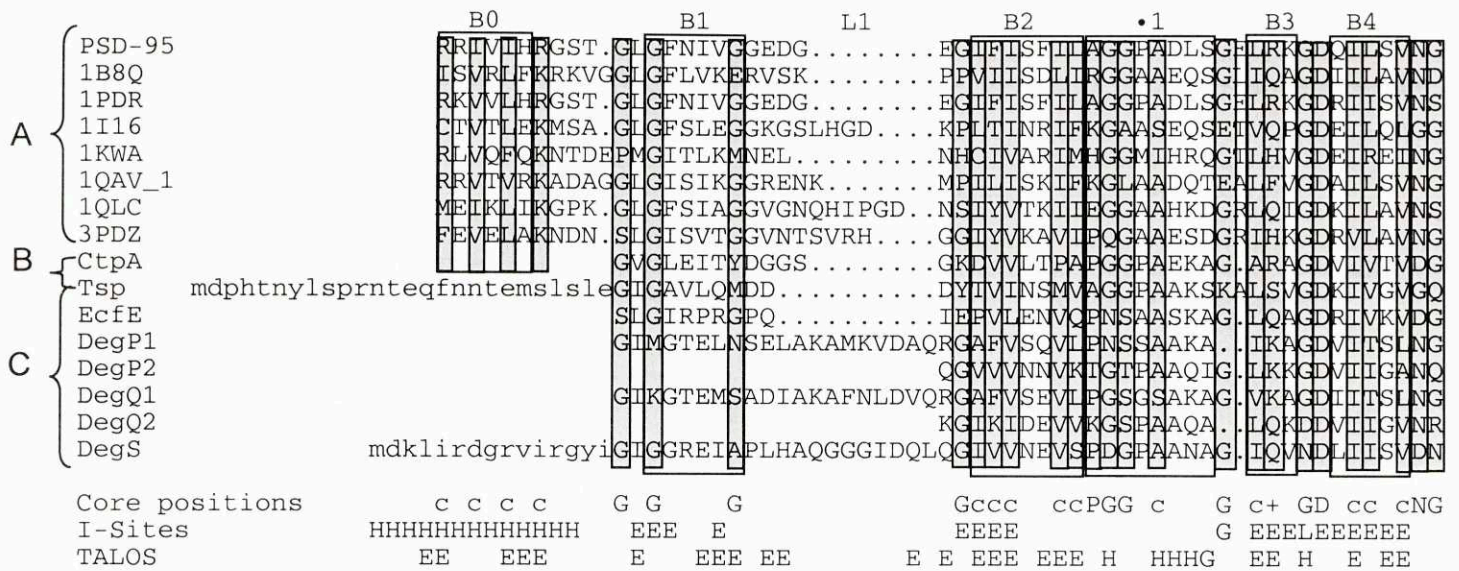 B0 B1 L1 B2 •1 B3 B4
PSD-95 RRIVIHRGST.GLGFNIVGGEDG........EGIFISFILAGGPADLSGELRKGDQILSVNG
1B8Q ISVRLFKRKVGGLGFLVKERVSK.......PPVIISDLIRGGAAEQSGLIQAGDIILAVND
1PDR RKVVLHRGST.GLGFNIVGGEDG........EGIFISFILAGGPADLSGELRKGDRIISVNS
A 1I16 CTVTLEKMSA.GLGFSLEGGKGSLHGD....KPLTINRIFKGAASEQSETVQPGDEILQLGG
1KWA RLVQFQKNTDEPMGITLKMNEL.........NHCIVARIMHGGMIHRQGTLHVGDEIREING
1QAV_1 RRVTVRKADAGGLGISIKGGRENK.......MPILISKIFKGLAADQTEALFVGDAILSVNG
1QLC MEIKLIKGPK.GLGFSIAGGVGNQHIPGD..NSIYVTKIIEGGAAHKDGRLQIGDKILAVNS
3PDZ FEVELAKNDN.SLGISVTGGVNTSVRH....GGIYVKAVIPQGAAESDGRIHKGDRVLAVNG
B CtpA GVGLEITYDGGS........GKDVVLTPAPGGPAEKAG.ARAGDVIVTVDG
Tsp mdphtnylsprnteqfnntemslsleGIGAVLQMDD..........DYIVINSMVAGGPAAKSKALSVGDKIVGVGQ
EcfE SLGIRPRGPQ..........IEPVLENVQPNSAASKAG.LQAGDRIVKVDG
C DegP1 GIMGTELNSELAKAMKVDAQRGAFVSQVLPNSSAAKA..IKAGDVITSLNG
DegP2 QGVVVNNVKTGTPAAQIG.LKKGDVIIGANQ
DegQ1 GIKGTEMSADIAKAFNLDVQRGAFVSEVLPGSGSAKAG.VKAGDIITSLNG
DegQ2 KGIKIDEVVKGSPAAQA..LQKDDVIIGVNR
DegS mdklirdgrvirgyiGIGGREIAPLHAQGGGIDQLQGIVVNEVSPDGPAANAG.IQVNDLIISVDN
Core positions c c c c G G G Gccc ccPGG c G c+ GD cc cNG
I-Sites HHHHHHHHHHHHH EEE E EEEE G EEELEEEEEE
TALOS EE EEE E EEE EE E E EEE EEE H HHHG EE H E EE